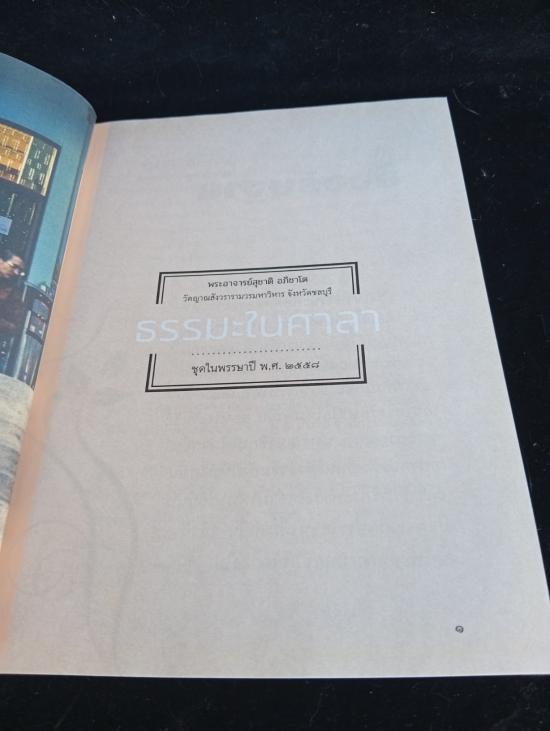 พระอาจารย์สุชาติ อภิชาโต
วัดญาณสังวรารามวรมหาวิหาร จังหวัดชลบุรี
ธรรมะในศาลา
ชุดในพรรษาปี พ.ศ. ๒๕๕๘
๑